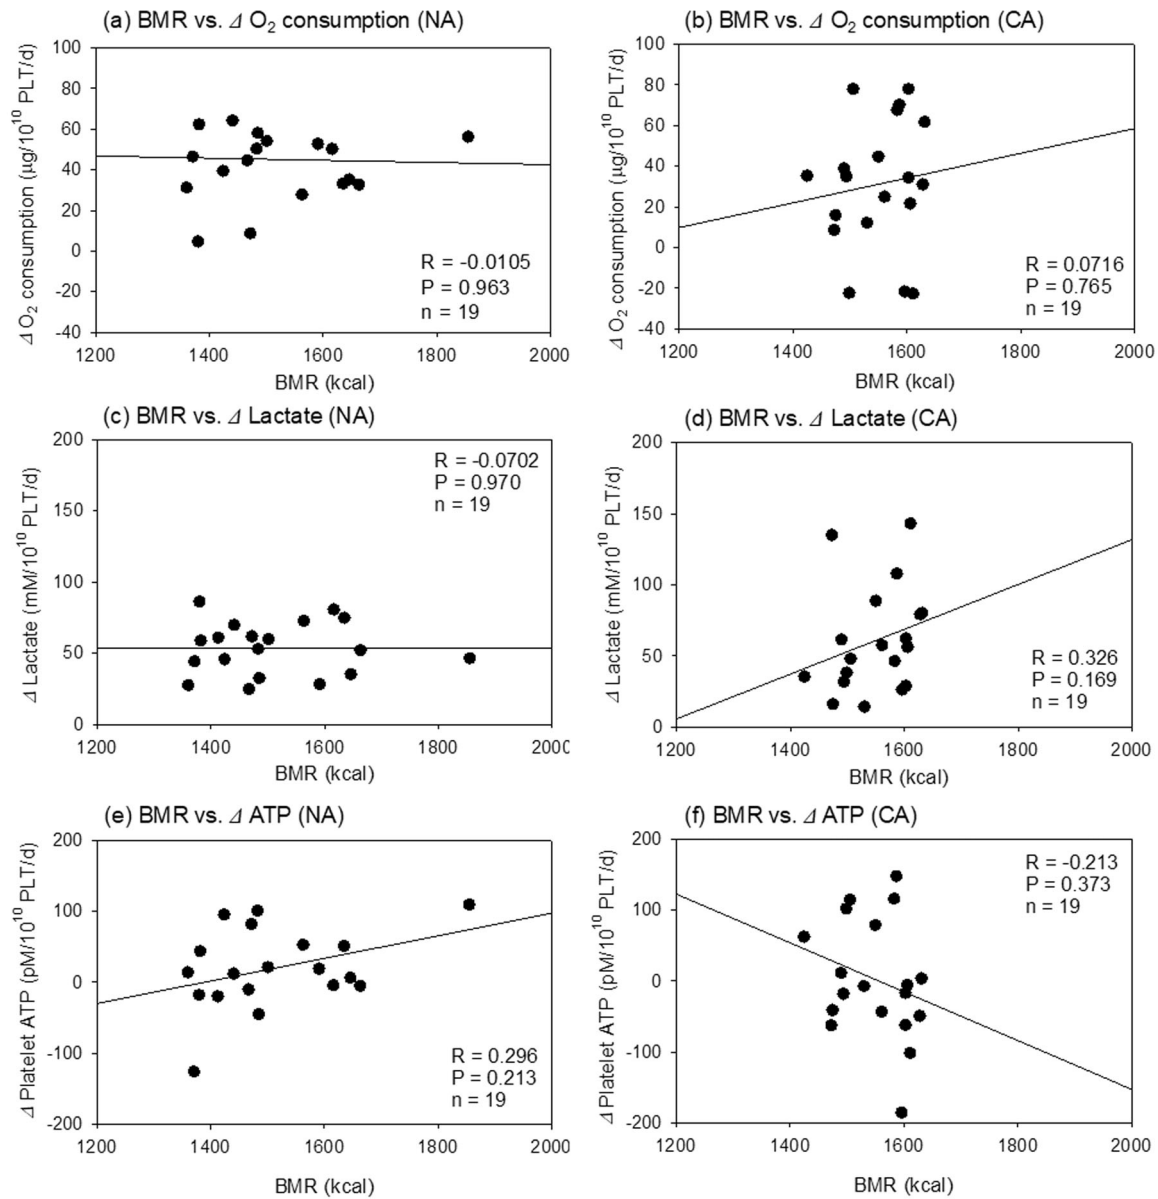 (a) BMR vs. Δ O₂ consumption (NA)
Δ O₂ consumption (µg/10¹⁰ PLT/d)
100
80
60
40
20
0
-20
-40
R = -0.0105
P = 0.963
n = 19
1200 1400 1600 1800 2000
BMR (kcal)
(b) BMR vs. Δ O₂ consumption (CA)
Δ O₂ consumption (µg/10¹⁰ PLT/d)
100
80
60
40
20
0
-20
-40
R = 0.0716
P = 0.765
n = 19
1200 1400 1600 1800 2000
BMR (kcal)
(c) BMR vs. Δ Lactate (NA)
Δ Lactate (mM/10¹⁰ PLT/d)
200
150
100
50
0
R = -0.0702
P = 0.970
n = 19
1200 1400 1600 1800 2000
BMR (kcal)
(d) BMR vs. Δ Lactate (CA)
Δ Lactate (mM/10¹⁰ PLT/d)
200
150
100
50
0
R = 0.326
P = 0.169
n = 19
1200 1400 1600 1800 2000
BMR (kcal)
(e) BMR vs. Δ ATP (NA)
Δ Platelet ATP (pM/10¹⁰ PLT/d)
200
100
0
-100
-200
R = 0.296
P = 0.213
n = 19
1200 1400 1600 1800 2000
BMR (kcal)
(f) BMR vs. Δ ATP (CA)
Δ Platelet ATP (pM/10¹⁰ PLT/d)
200
100
0
-100
-200
R = -0.213
P = 0.373
n = 19
1200 1400 1600 1800 2000
BMR (kcal)